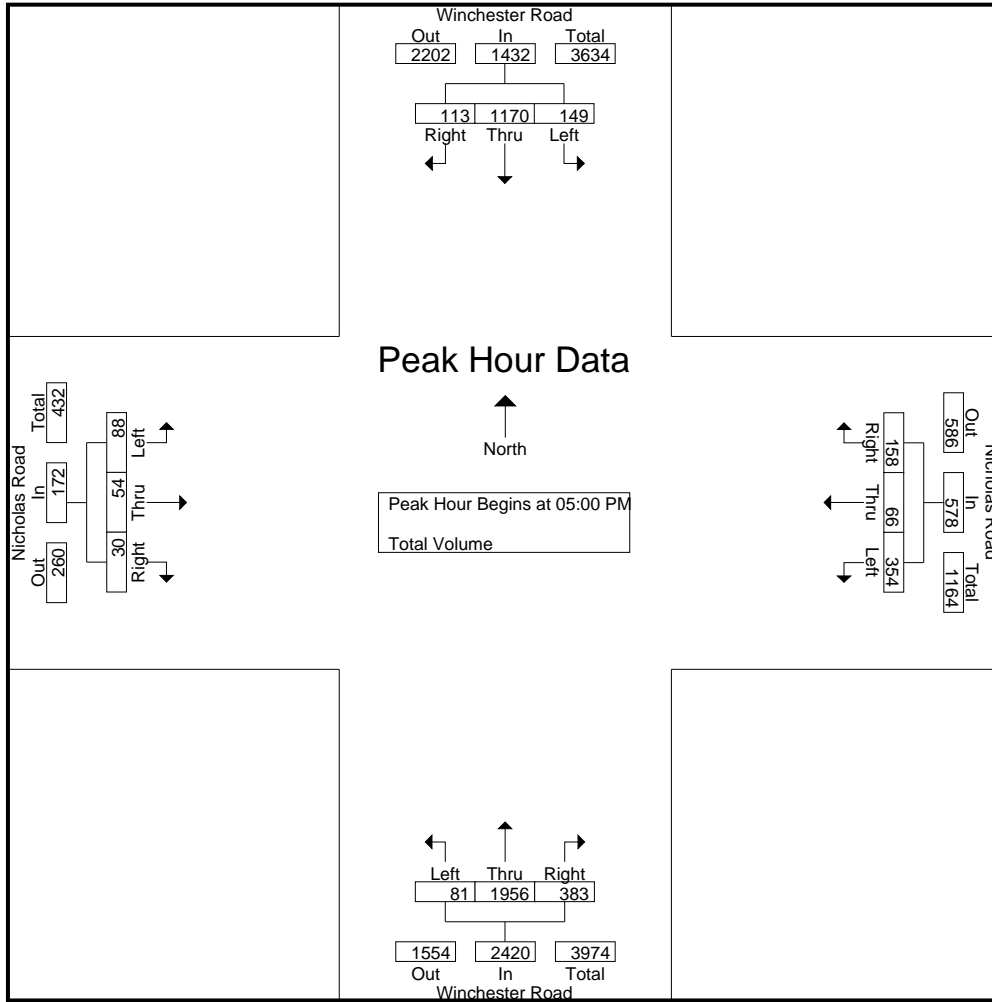 Winchester Road
Out In Total
2202 1432 3634
113 1170 149
Right Thru Left
Peak Hour Data
North
Peak Hour Begins at 05:00 PM
Total Volume
Nicholas Road
Out In Total
260 172 432
30 54 88
Right Thru Left
Nicholas Road
Out In Total
586 578 1164
158 66 354
Right Thru Left
Left Thru Right
81 1956 383
1554 2420 3974
Out In Total
Winchester Road